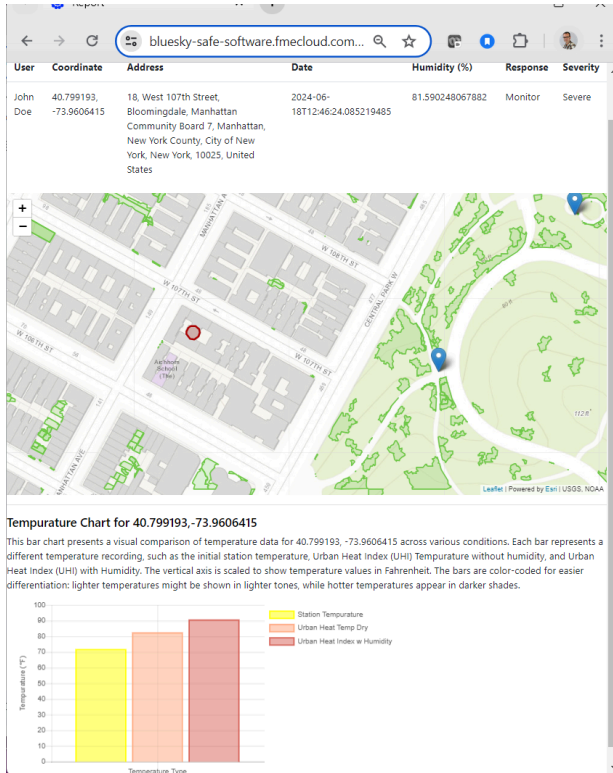 Report
bluesky-safe-software.fmecloud.com...
User Coordinate Address Date Humidity (%) Response Severity
John Doe
40.799193, -73.9606415
18, West 107th Street,
Bloomingdale, Manhattan
Community Board 7, Manhattan,
New York County, City of New
York, New York, 10025, United
States
2024-06-
18T12:46:24.085219485
81.590248067882
Monitor
Severe
+
−
MANHATTAN AV
W 108TH ST
W 107TH ST
CENTRAL PARK W
W 106TH ST
W 107TH ST
School
(The)
MANHATTAN AV
112.8
Leaflet | Powered by Esri | USGS, NOAA
Tempurature Chart for 40.799193,-73.9606415
This bar chart presents a visual comparison of temperature data for 40.799193, -73.9606415 across various conditions. Each bar represents a
different temperature recording, such as the initial station temperature, Urban Heat Index (UHI) Tempurature without humidity, and Urban
Heat Index (UHI) with Humidity. The vertical axis is scaled to show temperature values in Fahrenheit. The bars are color-coded for easier
differentiation: lighter temperatures might be shown in lighter tones, while hotter temperatures appear in darker shades.
Station Tempurature
Urban Heat Temp Dry
Urban Heat Index w Humidity
Tempurature (°F)
100
90
80
70
60
50
40
30
20
10
0
Temperature Type